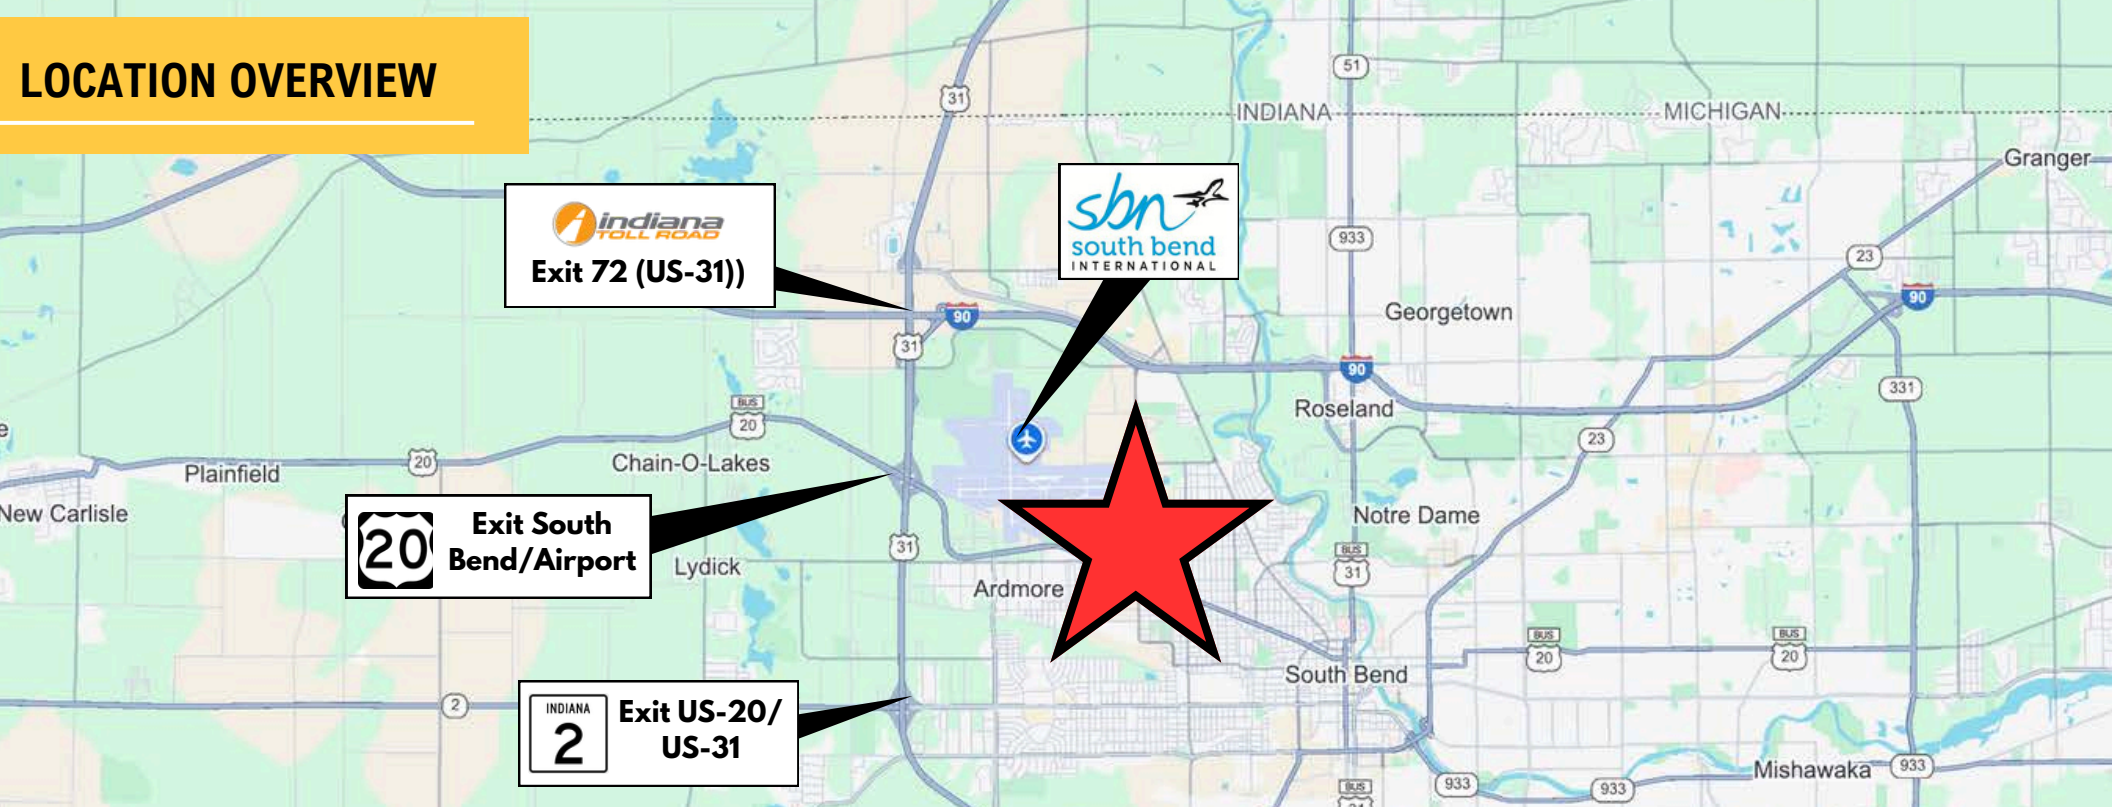 LOCATION OVERVIEW
31
51
INDIANA
MICHIGAN
Granger
indiana
TOLL ROAD
Exit 72 (US-31))
sbn
south bend
INTERNATIONAL
933
23
90
90
Georgetown
31
90
331
BUS
20
Roseland
23
20
Plainfield
Chain-O-Lakes
New Carlisle
20
Exit South
Bend/Airport
Notre Dame
31
BUS
31
Lydick
Ardmore
BUS
20
BUS
20
South Bend
2
INDIANA
2
Exit US-20/
US-31
Mishawaka
933
933
933
BUS